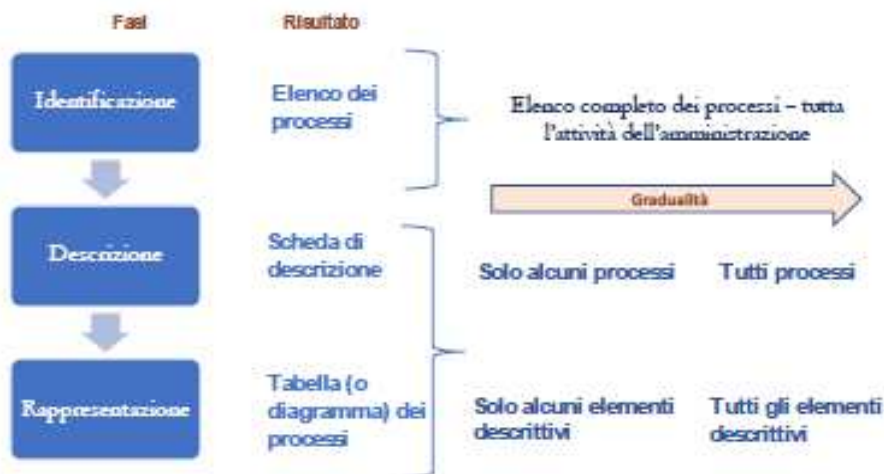 Fasi
Risultato
Identificazione
Elenco dei
processi
Elenco completo dei processi – tutta
l'attività dell'amministrazione
Gradualità
Descrizione
Scheda di
descrizione
Solo alcuni processi
Tutti processi
Rappresentazione
Tabella (o
diagramma) dei
processi
Solo alcuni elementi
descrittivi
Tutti gli elementi
descrittivi